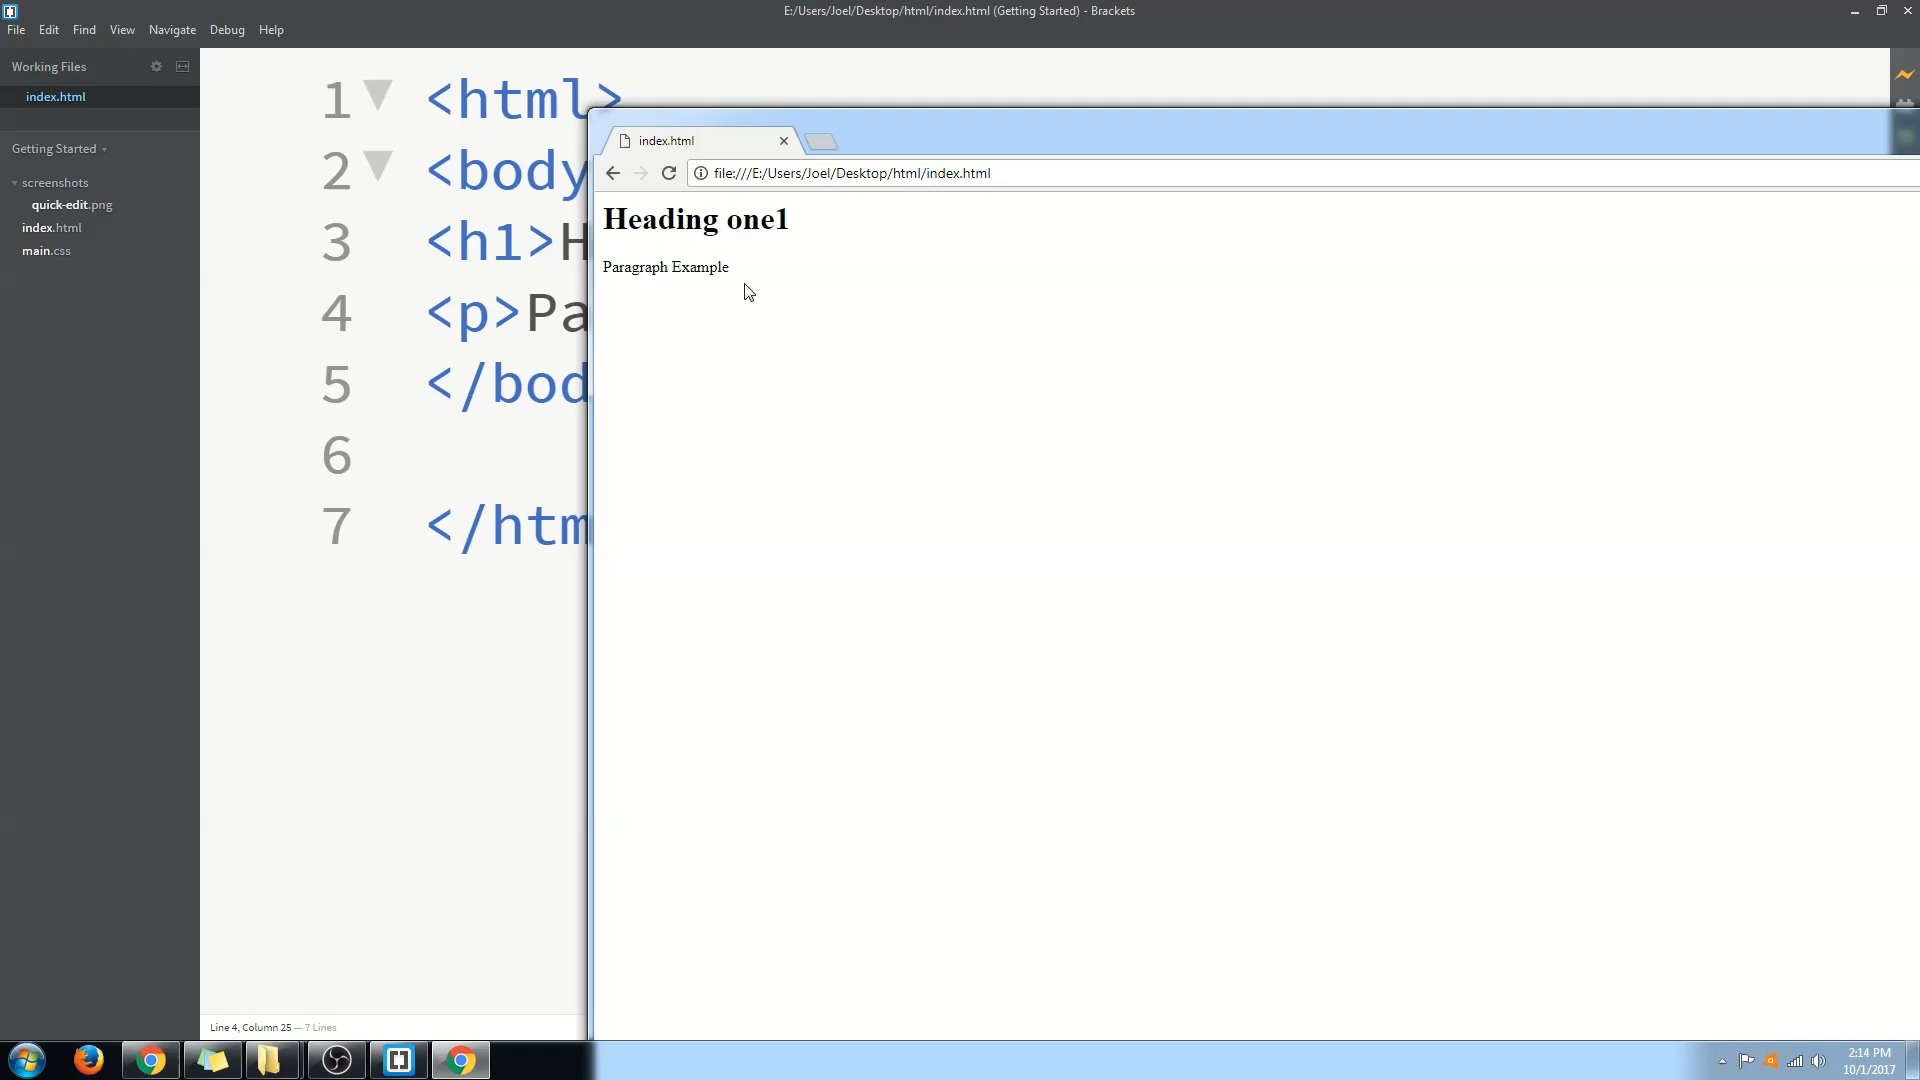 E:/Users/Joel/Desktop/html/index.html (Getting Started) - Brackets
File Edit Find View Navigate Debug Help
Working Files
index.html
Getting Started
screenshots
quick-edit.png
index.html
main.css
1 <html>
2 <body
3 <h1>H
4 <p>Pa
5 </bod
6
7 </htm
index.html
file:///E:/Users/Joel/Desktop/html/index.html
Heading one1
Paragraph Example
Line 4, Column 25 — 7 Lines
2:14 PM
10/1/2017